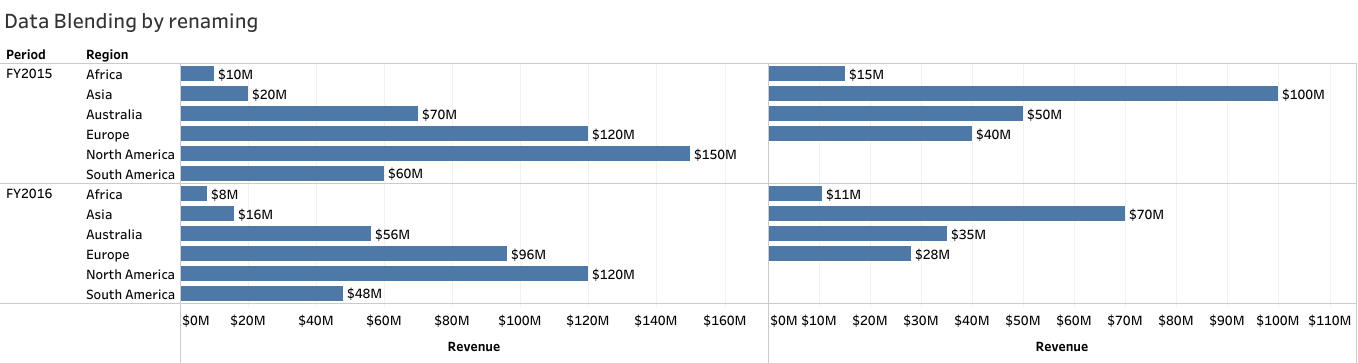 Data Blending by renaming
Period Region
FY2015 Africa $10M $15M
Asia $20M $100M
Australia $70M $50M
Europe $120M $40M
North America $150M
South America $60M
FY2016 Africa $8M $11M
Asia $16M $70M
Australia $56M $35M
Europe $96M $28M
North America $120M
South America $48M
$0M $20M $40M $60M $80M $100M $120M $140M $160M $0M $10M $20M $30M $40M $50M $60M $70M $80M $90M $100M $110M
Revenue Revenue